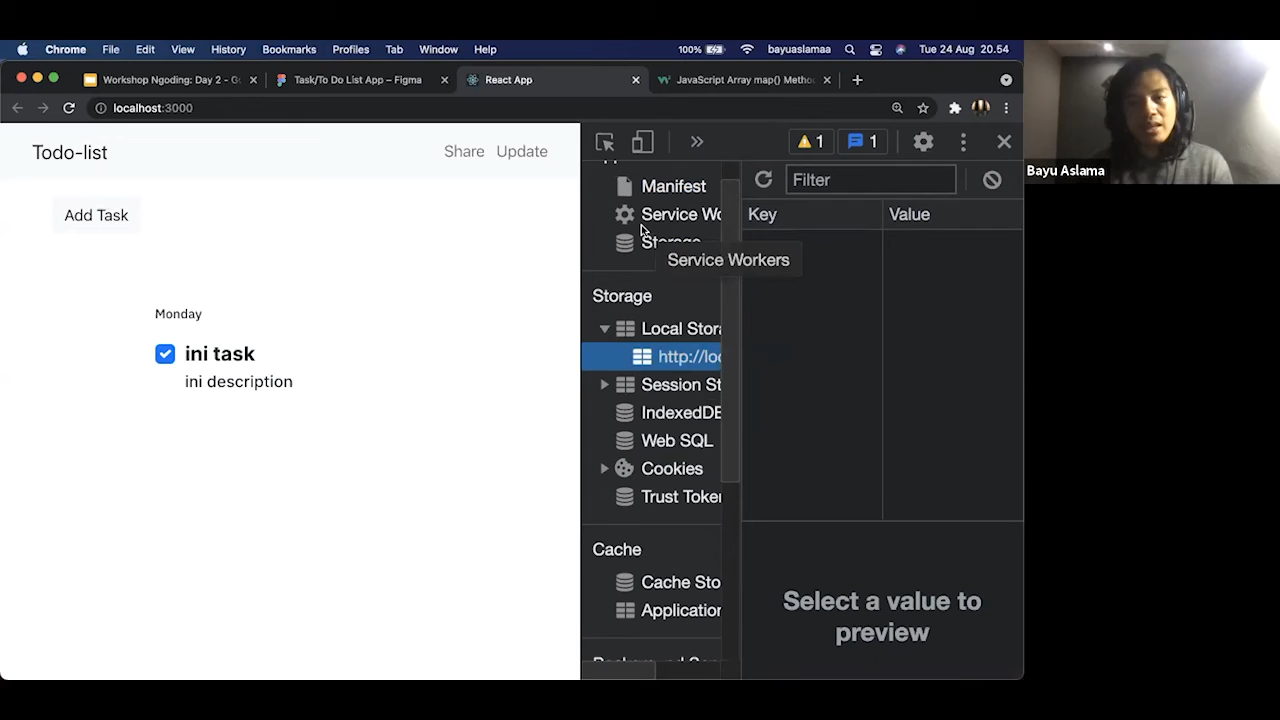 Chrome File Edit View History Bookmarks Profiles Tab Window Help 100% bayuaslamaa Tue 24 Aug 20.54
Workshop Ngoding: Day 2 - G
Task/To Do List App – Figma
React App
JavaScript Array map() Metho
localhost:3000
Todo-list
Share Update
Add Task
Monday
ini task
ini description
1
1
Manifest
Service Wo
Storage
Service Workers
Storage
Local Stora
http://loc
Session St
IndexedDB
Web SQL
Cookies
Trust Token
Cache
Cache Sto
Application
Filter
Key Value
Select a value to
preview
Bayu Aslama